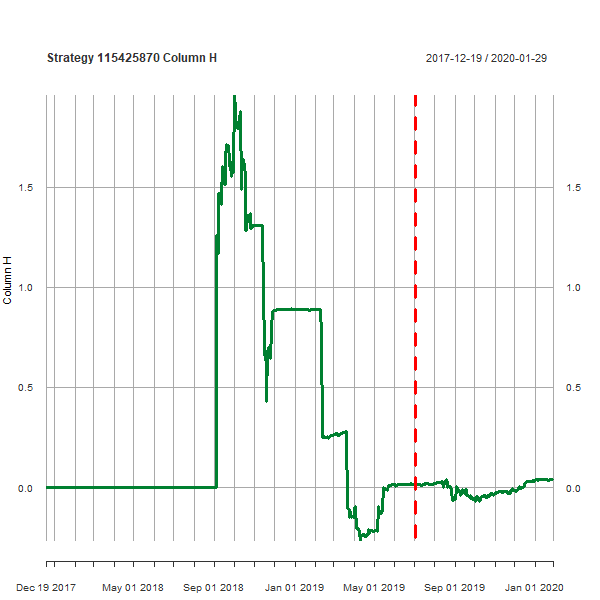 Strategy 115425870 Column H
2017-12-19 / 2020-01-29
Column H
1.5
1.5
1.0
1.0
0.5
0.5
0.0
0.0
Dec 19 2017
May 01 2018
Sep 01 2018
Jan 01 2019
May 01 2019
Sep 01 2019
Jan 01 2020